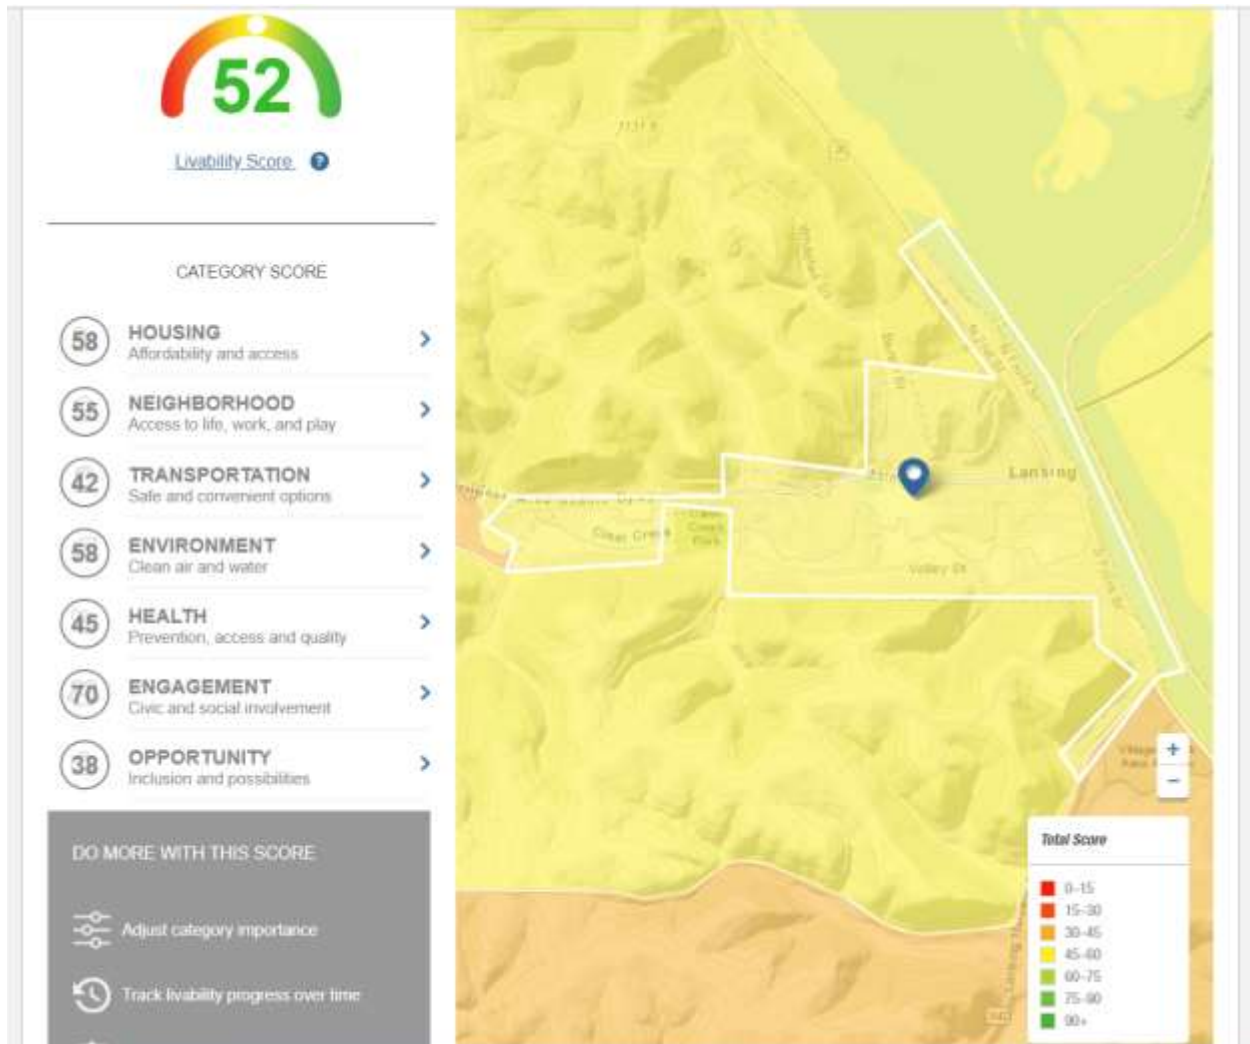 52
Livability Score ?
CATEGORY SCORE
58
HOUSING
Affordability and access
55
NEIGHBORHOOD
Access to life, work, and play
42
TRANSPORTATION
Safe and convenient options
58
ENVIRONMENT
Clean air and water
45
HEALTH
Prevention, access and quality
70
ENGAGEMENT
Civic and social involvement
38
OPPORTUNITY
Inclusion and possibilities
DO MORE WITH THIS SCORE
Adjust category importance
Track livability progress over time
Lansing
Clear Creek
Creek
Park
Valley St
+
−
Total Score
0-15
15-30
30-45
45-60
60-75
75-90
90+